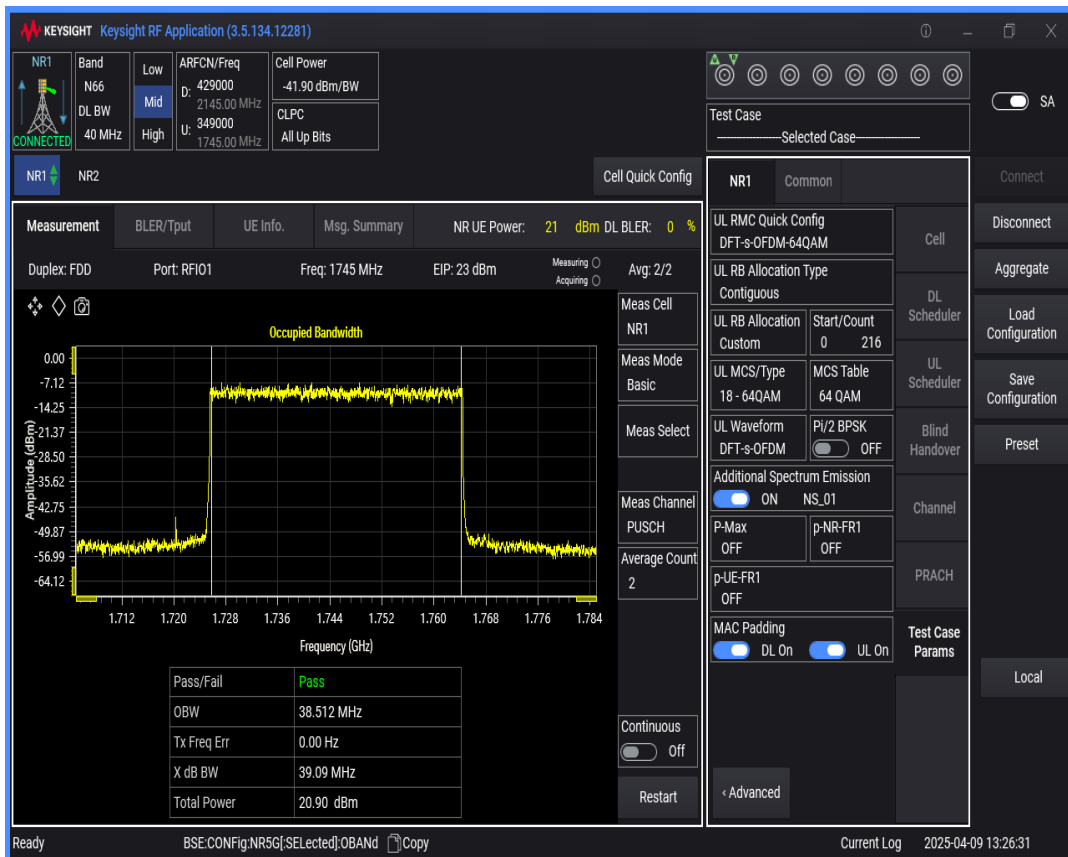 KEYSIGHT Keysight RF Application (3.5.134.12281)
NR1
CONNECTED
Band
N66
DL BW
40 MHz
Low
Mid
High
ARFCN/Freq
D: 429000
2145.00 MHz
U: 349000
1745.00 MHz
Cell Power
-41.90 dBm/BW
CLPC
All Up Bits
Test Case
--------------------Selected Case--------------------
SA
NR1 NR2
Cell Quick Config
Measurement BLER/Tput UE Info. Msg. Summary NR UE Power: 21 dBm DL BLER: 0 %
Duplex: FDD Port: RFIO1 Freq: 1745 MHz EIP: 23 dBm Measuring Acquiring Avg: 2/2
Occupied Bandwidth
Amplitude (dBm)
0.00
-7.12
-14.25
-21.37
-28.50
-35.62
-42.75
-49.87
-56.99
-64.12
1.712 1.720 1.728 1.736 1.744 1.752 1.760 1.768 1.776 1.784
Frequency (GHz)
Pass/Fail Pass
OBW 38.512 MHz
Tx Freq Err 0.00 Hz
X dB BW 39.09 MHz
Total Power 20.90 dBm
Meas Cell
NR1
Meas Mode
Basic
Meas Select
Meas Channel
PUSCH
Average Count
2
Continuous
Off
Restart
NR1 Common
UL RMC Quick Config
DFT-s-OFDM-64QAM
UL RB Allocation Type
Contiguous
UL RB Allocation
Custom
Start/Count
0 216
UL MCS/Type
18 - 64QAM
MCS Table
64 QAM
UL Waveform
DFT-s-OFDM
Pi/2 BPSK
OFF
Additional Spectrum Emission
ON NS_01
P-Max
OFF
p-NR-FR1
OFF
p-UE-FR1
OFF
MAC Padding
DL On UL On
‹ Advanced
Cell
DL
Scheduler
UL
Scheduler
Blind
Handover
Channel
PRACH
Test Case
Params
Connect
Disconnect
Aggregate
Load
Configuration
Save
Configuration
Preset
Local
Ready BSE:CONFig:NR5G[:SELected]:OBANd Copy Current Log 2025-04-09 13:26:31